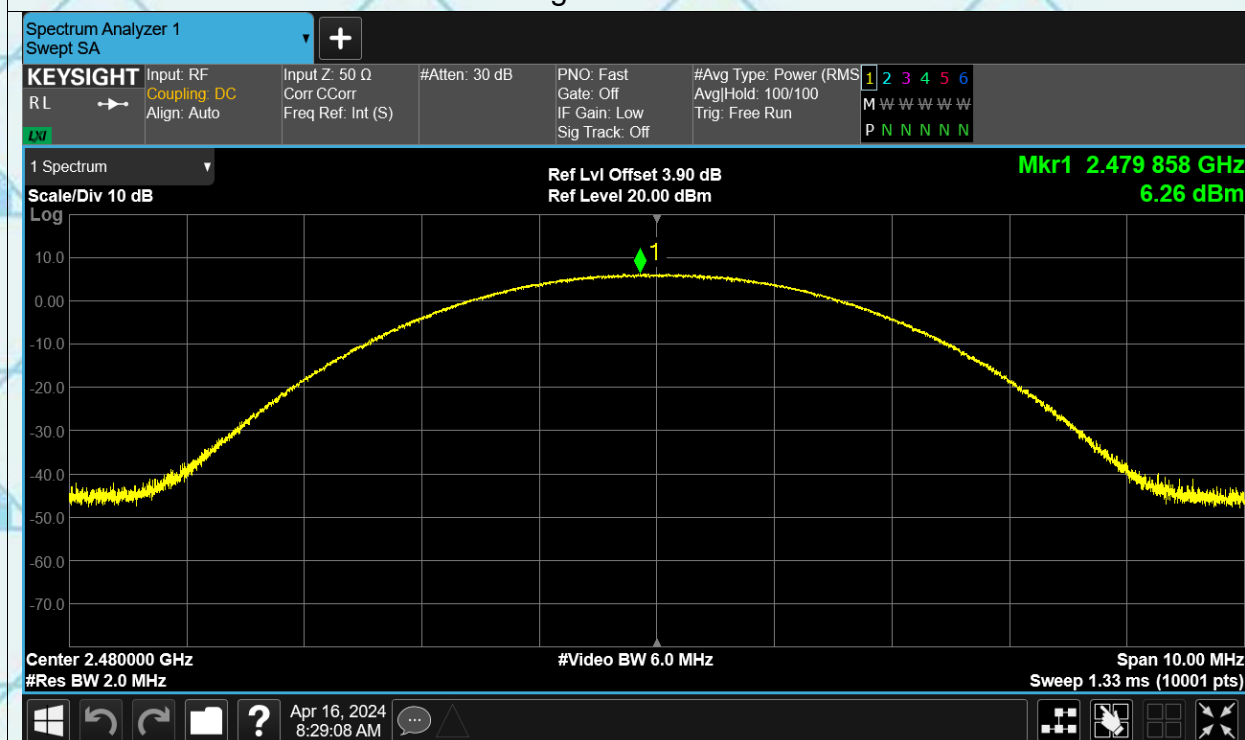 Spectrum Analyzer 1
Swept SA
KEYSIGHT
R L
LXI
Input: RF
Coupling: DC
Align: Auto
Input Z: 50 Ω
Corr CCorr
Freq Ref: Int (S)
#Atten: 30 dB
PNO: Fast
Gate: Off
IF Gain: Low
Sig Track: Off
#Avg Type: Power (RMS
Avg|Hold: 100/100
Trig: Free Run
1 2 3 4 5 6
M W W W W W W
P N N N N N N
1 Spectrum
Scale/Div 10 dB
Log
Ref Lvl Offset 3.90 dB
Ref Level 20.00 dBm
Mkr1 2.479 858 GHz
6.26 dBm
1
10.0
0.00
-10.0
-20.0
-30.0
-40.0
-50.0
-60.0
-70.0
Center 2.480000 GHz
#Res BW 2.0 MHz
#Video BW 6.0 MHz
Span 10.00 MHz
Sweep 1.33 ms (10001 pts)
?
Apr 16, 2024
8:29:08 AM